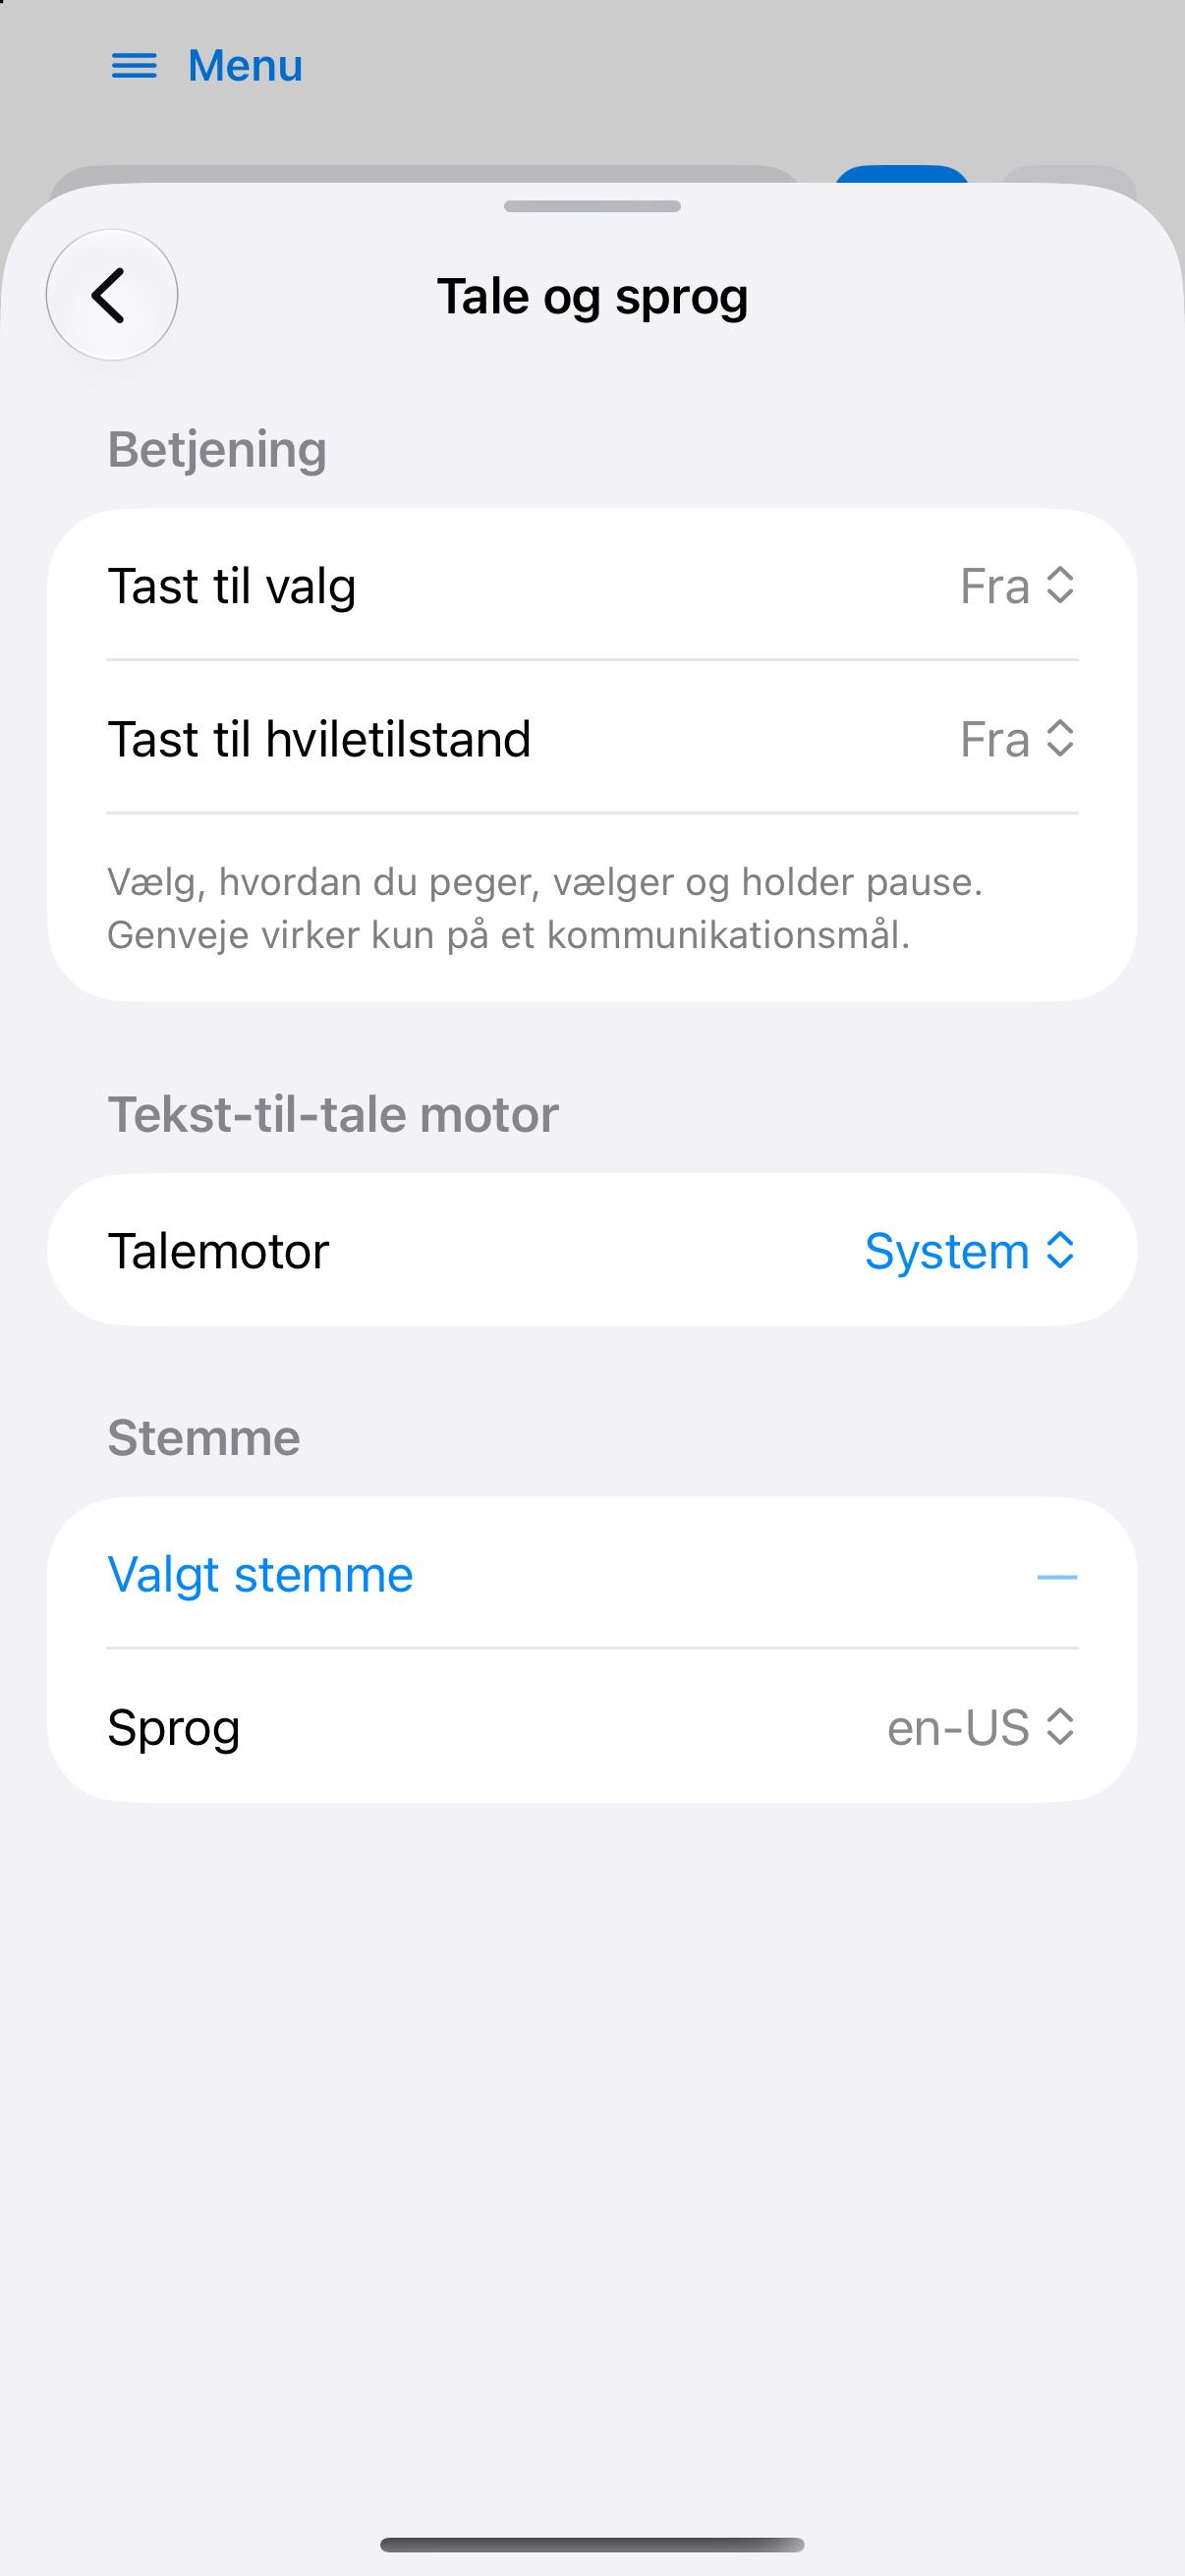 Menu
Tale og sprog
Betjening
Tast til valg Fra
Tast til hviletilstand Fra
Vælg, hvordan du peger, vælger og holder pause.
Genveje virker kun på et kommunikationsmål.
Tekst-til-tale motor
Talemotor System
Stemme
Valgt stemme —
Sprog en-US